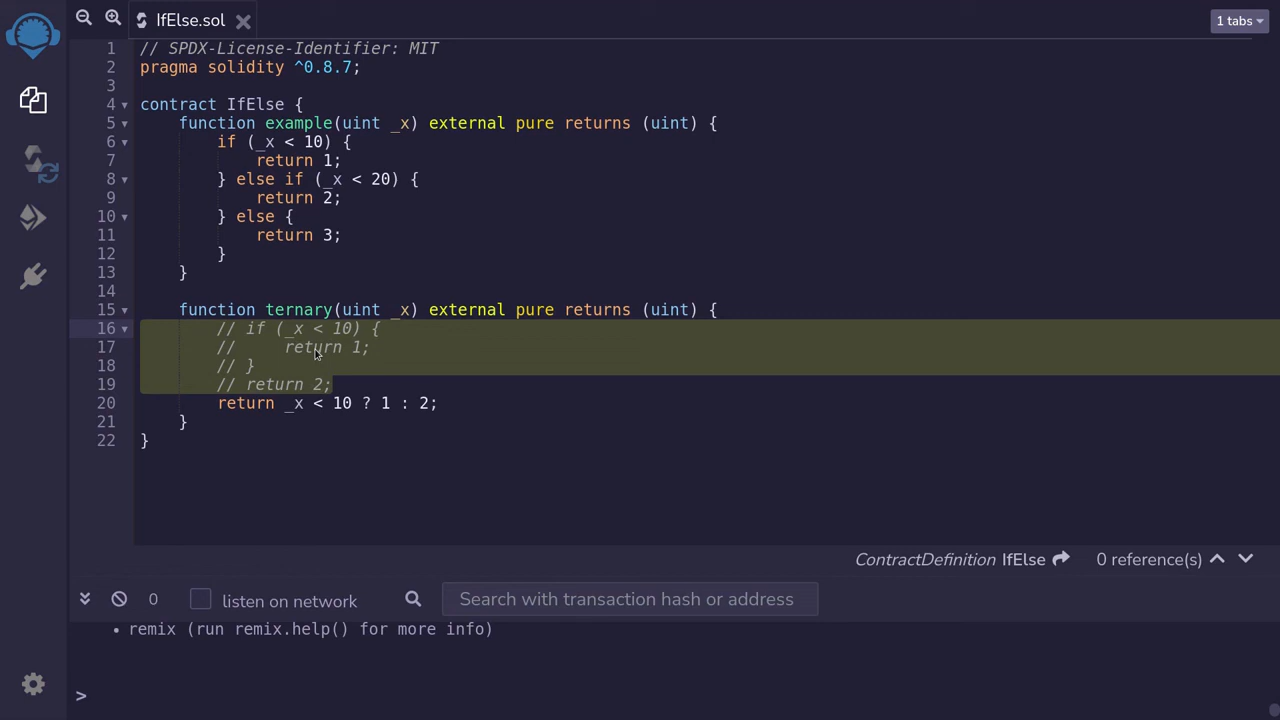 IfElse.sol
1 tabs
1 // SPDX-License-Identifier: MIT
2 pragma solidity ^0.8.7;
3
4 contract IfElse {
5 function example(uint _x) external pure returns (uint) {
6 if (_x < 10) {
7 return 1;
8 } else if (_x < 20) {
9 return 2;
10 } else {
11 return 3;
12 }
13 }
14
15 function ternary(uint _x) external pure returns (uint) {
16 // if (_x < 10) {
17 // return 1;
18 // }
19 // return 2;
20 return _x < 10 ? 1 : 2;
21 }
22 }
ContractDefinition IfElse 0 reference(s)
0 listen on network Search with transaction hash or address
• remix (run remix.help() for more info)
>